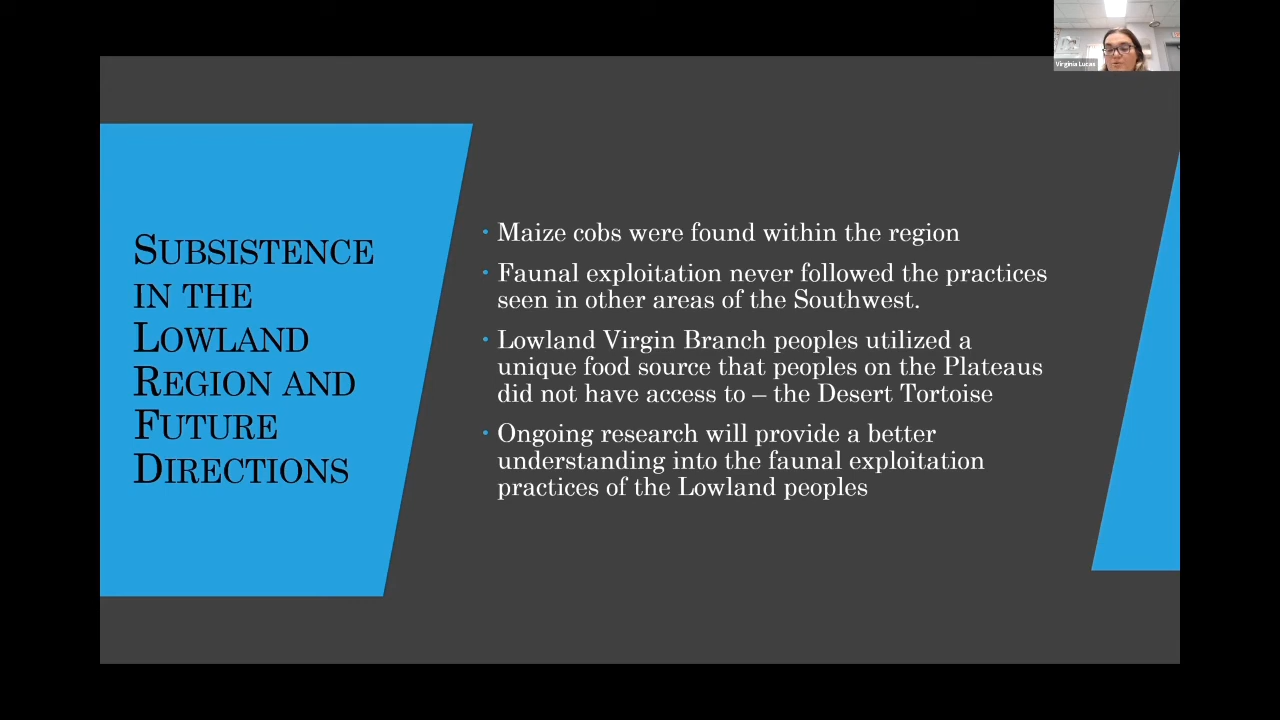 Virginia Lucas
SUBSISTENCE
IN THE
LOWLAND
REGION AND
FUTURE
DIRECTIONS
• Maize cobs were found within the region
• Faunal exploitation never followed the practices
seen in other areas of the Southwest.
• Lowland Virgin Branch peoples utilized a
unique food source that peoples on the Plateaus
did not have access to – the Desert Tortoise
• Ongoing research will provide a better
understanding into the faunal exploitation
practices of the Lowland peoples